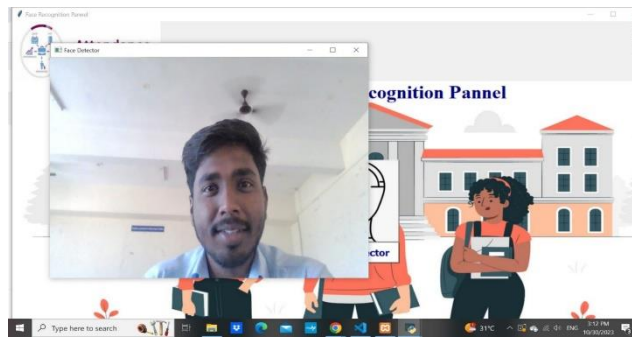 Face Recognition Pannel
Face Detector
cognition Pannel
ctor
Type here to search
31°C
ENG
3:12 PM
10/30/2023